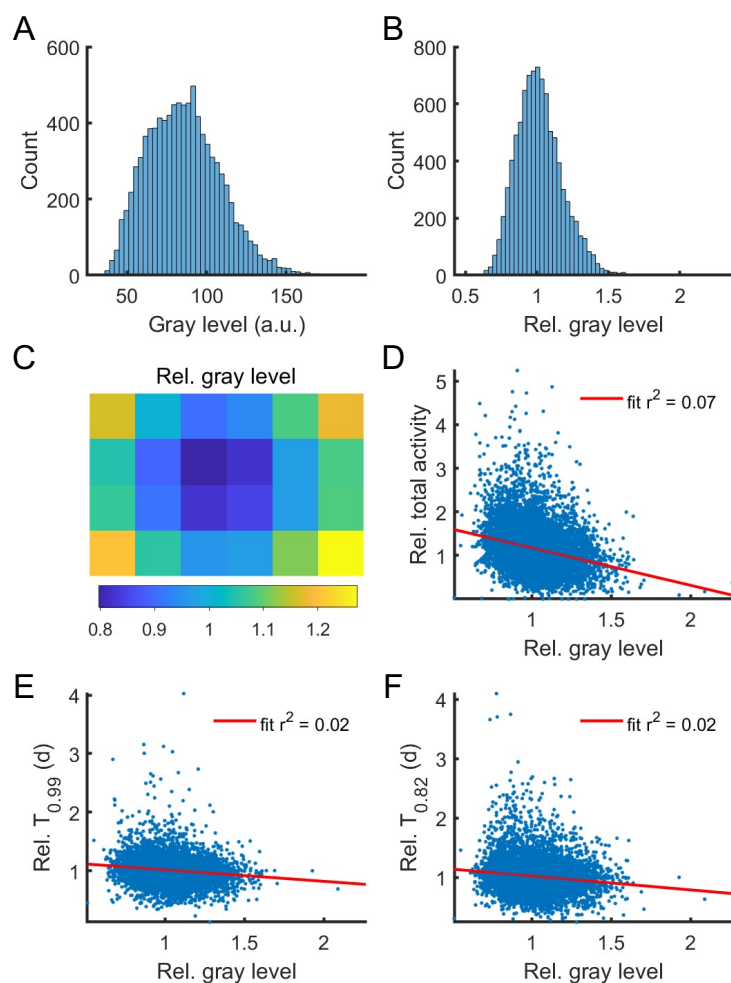 A
B
600
400
200
0
Count
50 100 150
Gray level (a.u.)
800
600
400
200
0
Count
0.5 1 1.5 2
Rel. gray level
C
Rel. gray level
0.8 0.9 1 1.1 1.2
D
5
4
3
2
1
Rel. total activity
fit r² = 0.07
1 1.5 2
Rel. gray level
E
4
3
2
1
Rel. T₀.₉₉ (d)
fit r² = 0.02
1 1.5 2
Rel. gray level
F
4
3
2
1
Rel. T₀.₈₂ (d)
fit r² = 0.02
1 1.5 2
Rel. gray level